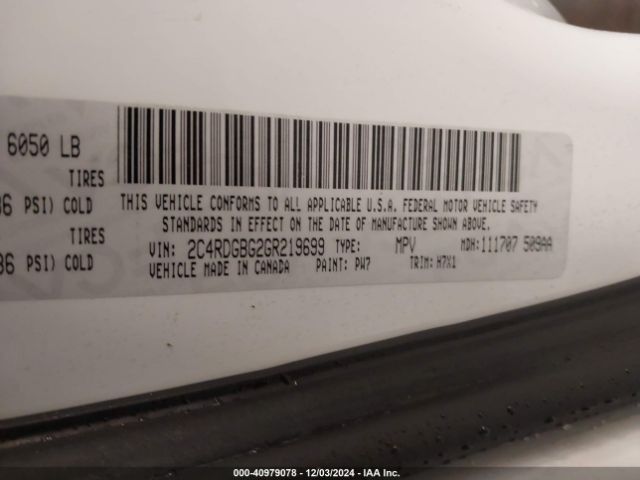 6050 LB
TIRES
36 PSI) COLD
TIRES
36 PSI) COLD
THIS VEHICLE CONFORMS TO ALL APPLICABLE U.S.A. FEDERAL MOTOR VEHICLE SAFETY
STANDARDS IN EFFECT ON THE DATE OF MANUFACTURE SHOWN ABOVE.
VIN: 2C4RDGBG2GR219699 TYPE: MPV MDH: 111707 509AA
VEHICLE MADE IN CANADA PAINT: PW7 TRIM: H7X1
000-40979078 - 12/03/2024 - IAA Inc.